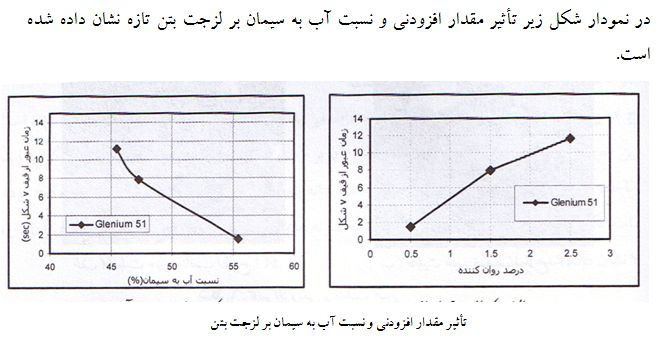 در نمودار شکل زیر تأثیر مقدار افزودنی و نسبت آب به سیمان بر لزجت بتن تازه نشان داده شده
است.
زمان عبور از قیف v شکل
14
12
10
8
6
4
2
0
0 0.5 1 1.5 2 2.5 3
Glenium 51
درصد روان کننده
زمان عبور از قیف v شکل (sec)
14
12
10
8
6
4
2
0
40 45 50 55 60
Glenium 51
نسبت آب به سیمان(%)
تأثیر مقدار افزودنی و نسبت آب به سیمان بر لزجت بتن